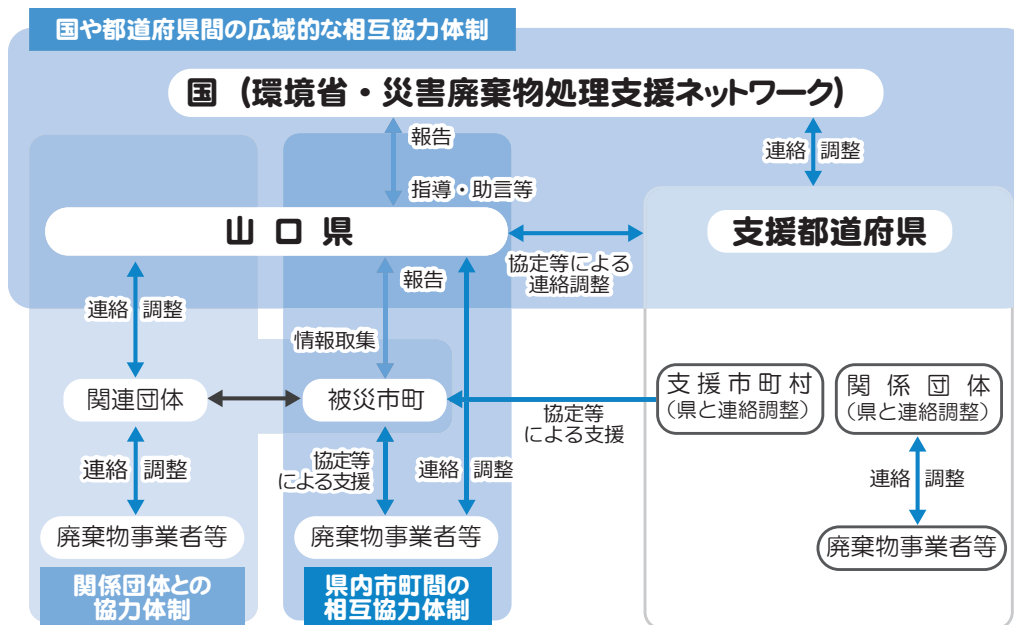 国や都道府県間の広域的な相互協力体制
国（環境省・災害廃棄物処理支援ネットワーク）
報告
連絡 調整
指導・助言等
山口県
支援都道府県
協定等による
連絡調整
報告
連絡 調整
情報取集
関連団体
被災市町
支援市町村
（県と連絡調整）
関係団体
（県と連絡調整）
協定等
による支援
連絡 調整
協定等
による支援
連絡 調整
連絡 調整
廃棄物事業者等
廃棄物事業者等
廃棄物事業者等
関係団体との
協力体制
県内市町間の
相互協力体制